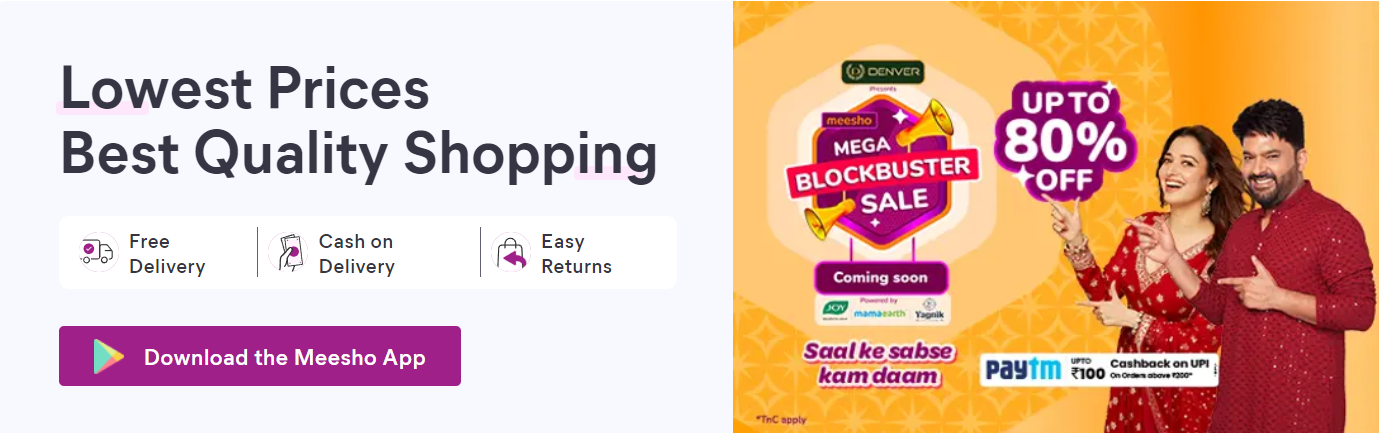 Lowest Prices
Best Quality Shopping
Free
Delivery
Cash on
Delivery
Easy
Returns
Download the Meesho App
DENVER
Presents
meesho
MEGA
BLOCKBUSTER
SALE
Coming soon
Powered by
JOY
mamaearth
Yagnik
Saal ke sabse
kam daam
UP TO
80%
OFF
paytm
UPTO
₹100
Cashback on UPI
On Orders above ₹200*
*TnC apply